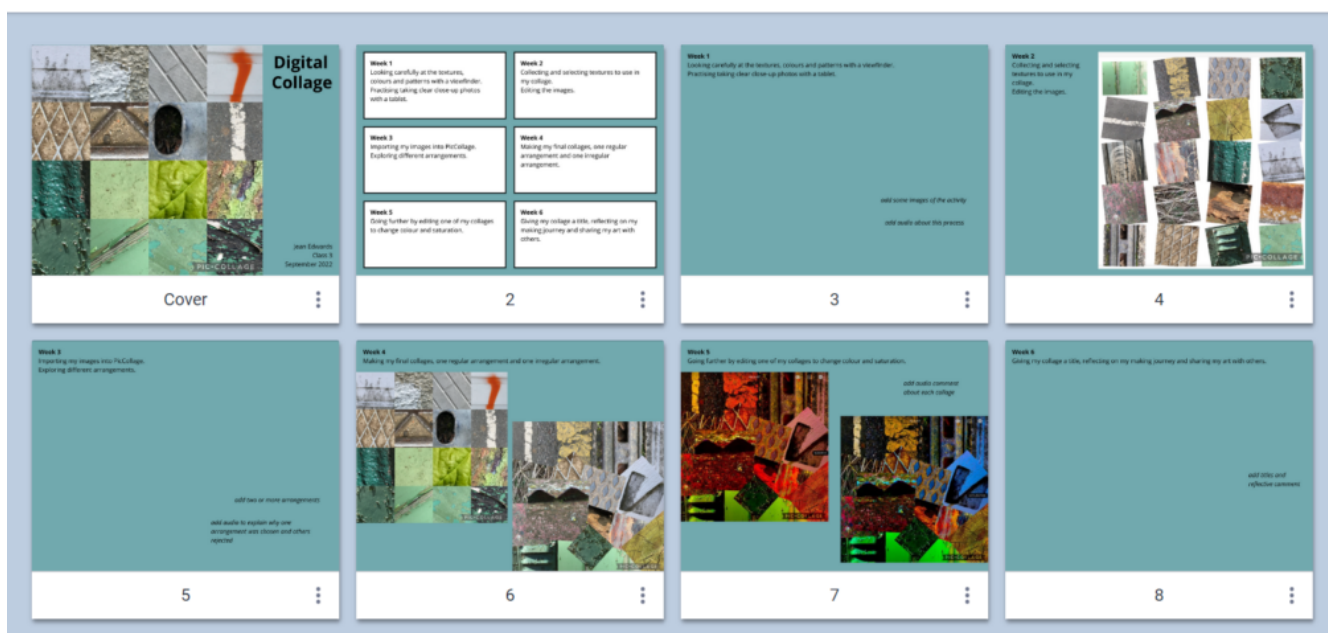 Digital
Collage
Jean Edwards
Class 3
September 2022
PIC•COLLAGE
Cover
Week 1
Looking carefully at the textures,
colours and patterns with a viewfinder.
Practising taking clear close-up photos
with a tablet.
Week 2
Collecting and selecting textures to use in
my collage.
Editing the images.
Week 3
Importing my images into PicCollage.
Exploring different arrangements.
Week 4
Making my final collages, one regular
arrangement and one irregular
arrangement.
Week 5
Going further by editing one of my collages
to change colour and saturation.
Week 6
Giving my collage a title, reflecting on my
making journey and sharing my art with
others.
2
Week 1
Looking carefully at the textures, colours and patterns with a viewfinder.
Practising taking clear close-up photos with a tablet.
add some images of the activity
add audio about this process
3
Week 2
Collecting and selecting
textures to use in my
collage.
Editing the images.
PIC•COLLAGE
4
Week 3
Importing my images into PicCollage.
Exploring different arrangements.
add two or more arrangements
add audio to explain why one
arrangement was chosen and others
rejected
5
Week 4
Making my final collages, one regular arrangement and one irregular arrangement.
PIC•COLLAGE
PIC•COLLAGE
6
Week 5
Going further by editing one of my collages to change colour and saturation.
add audio comment
about each collage
PIC•COLLAGE
PIC•COLLAGE
7
Week 6
Giving my collage a title, reflecting on my making journey and sharing my art with others.
add titles and
reflective comment
8